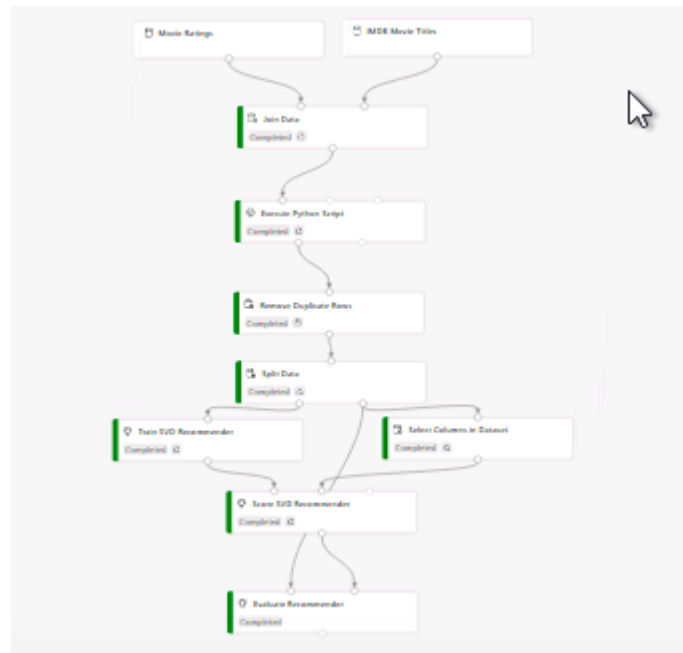 Movie Ratings
IMDB Movie Titles
Join Data
Completed
Execute Python Script
Completed
Remove Duplicate Rows
Completed
Split Data
Completed
Train SVD Recommender
Completed
Select Columns in Dataset
Completed
Score SVD Recommender
Completed
Evaluate Recommender
Completed